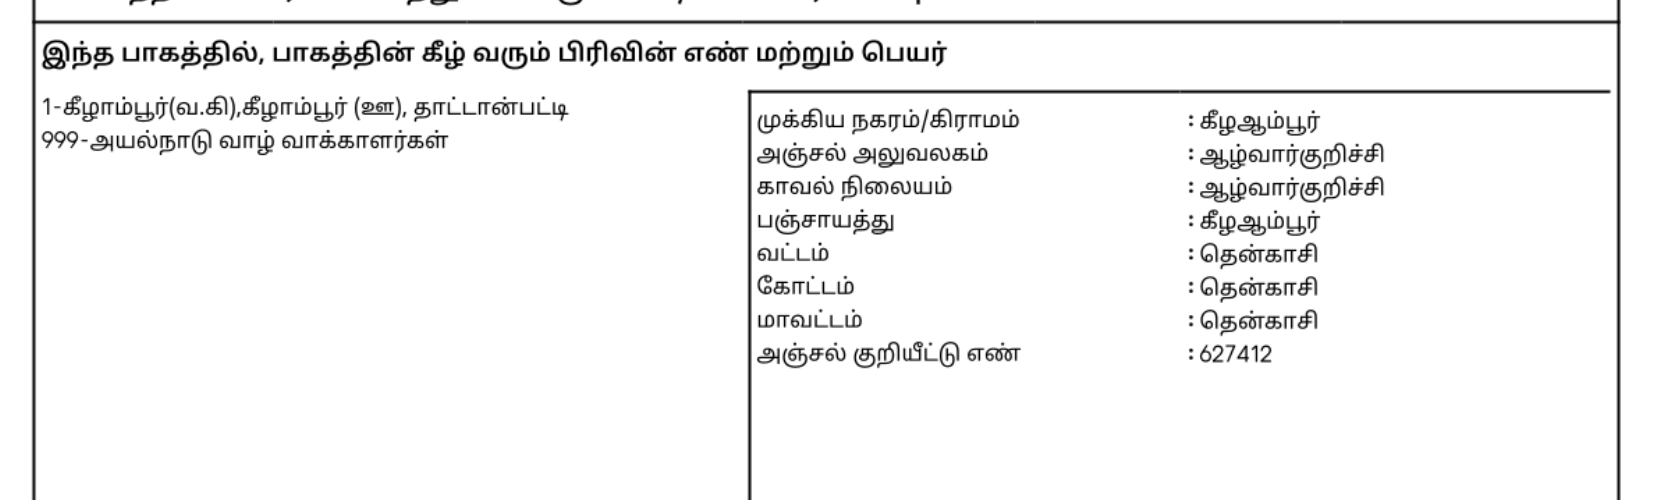 இந்த பாகத்தில், பாகத்தின் கீழ் வரும் பிரிவின் எண் மற்றும் பெயர்
1-கீழாம்பூர்(வ.கி),கீழாம்பூர் (ஊ), தாட்டான்பட்டி
999-அயல்நாடு வாழ் வாக்காளர்கள்
முக்கிய நகரம்/கிராமம் : கீழஆம்பூர்
அஞ்சல் அலுவலகம் : ஆழ்வார்குறிச்சி
காவல் நிலையம் : ஆழ்வார்குறிச்சி
பஞ்சாயத்து : கீழஆம்பூர்
வட்டம் : தென்காசி
கோட்டம் : தென்காசி
மாவட்டம் : தென்காசி
அஞ்சல் குறியீட்டு எண் : 627412